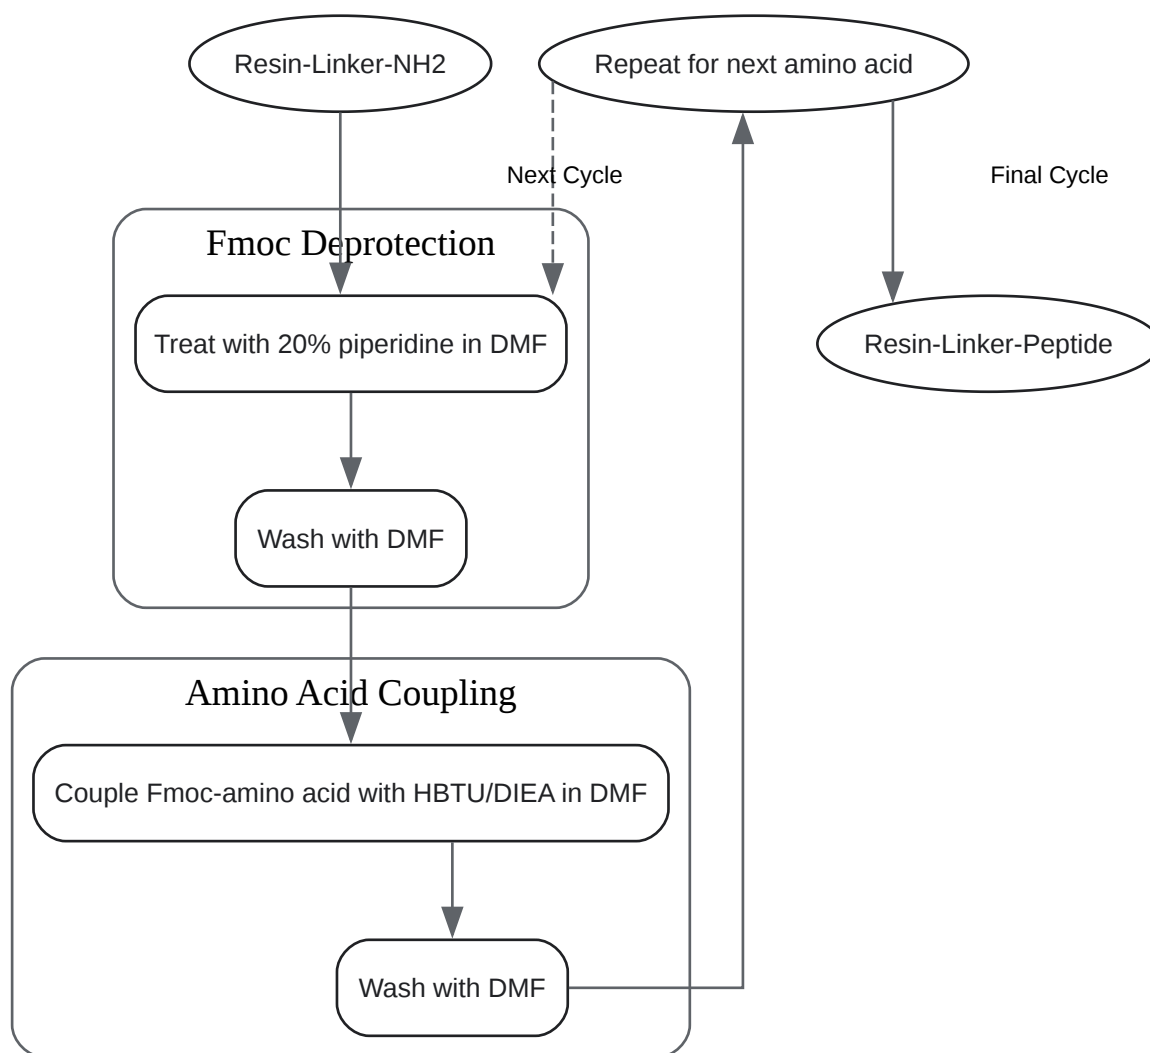 Resin-Linker-NH2
Repeat for next amino acid
Next Cycle
Final Cycle
Fmoc Deprotection
Treat with 20% piperidine in DMF
Resin-Linker-Peptide
Wash with DMF
Amino Acid Coupling
Couple Fmoc-amino acid with HBTU/DIEA in DMF
Wash with DMF